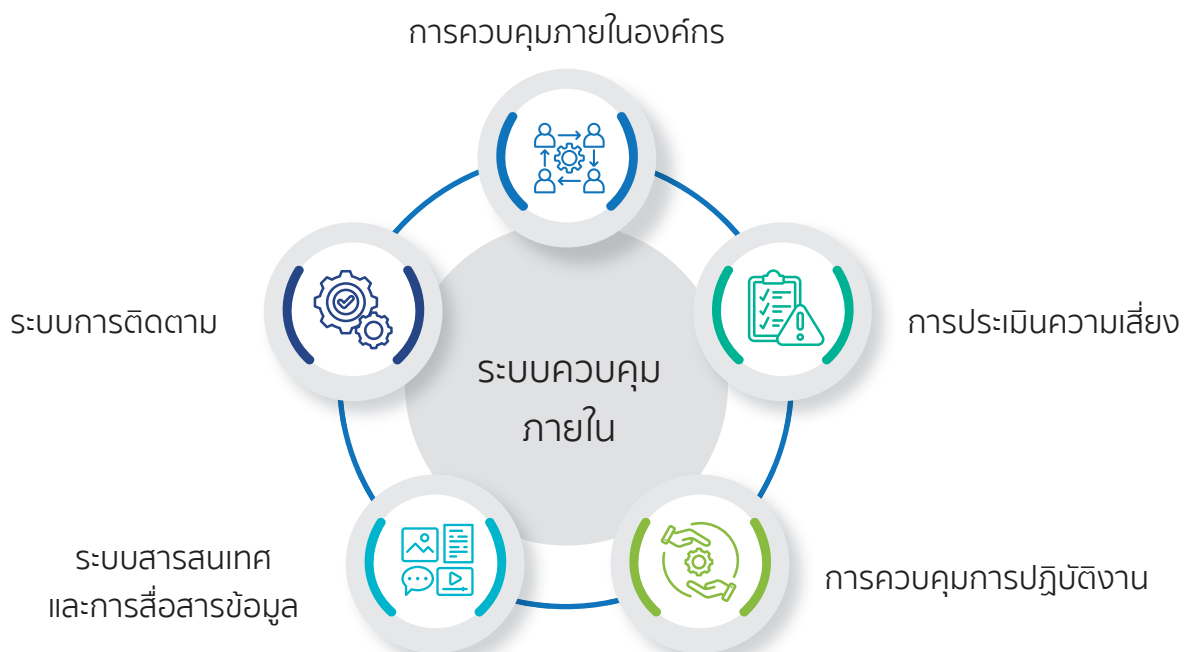 การควบคุมภายในองค์กร
ระบบการติดตาม
การประเมินความเสี่ยง
ระบบควบคุม
ภายใน
ระบบสารสนเทศ
และการสื่อสารข้อมูล
การควบคุมการปฏิบัติงาน